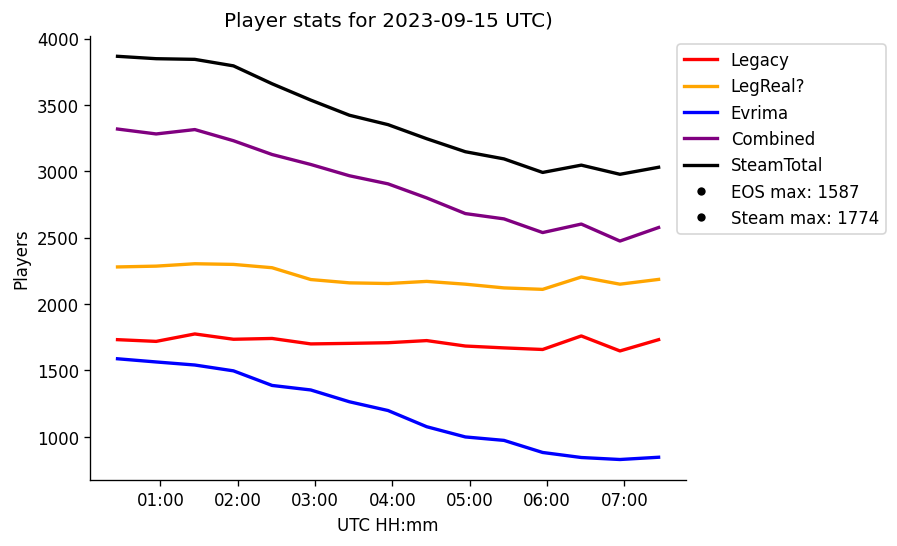 Player stats for 2023-09-15 UTC)
4000
3500
3000
2500
2000
1500
1000
Players
01:00 02:00 03:00 04:00 05:00 06:00 07:00
UTC HH:mm
Legacy
LegReal?
Evrima
Combined
SteamTotal
EOS max: 1587
Steam max: 1774